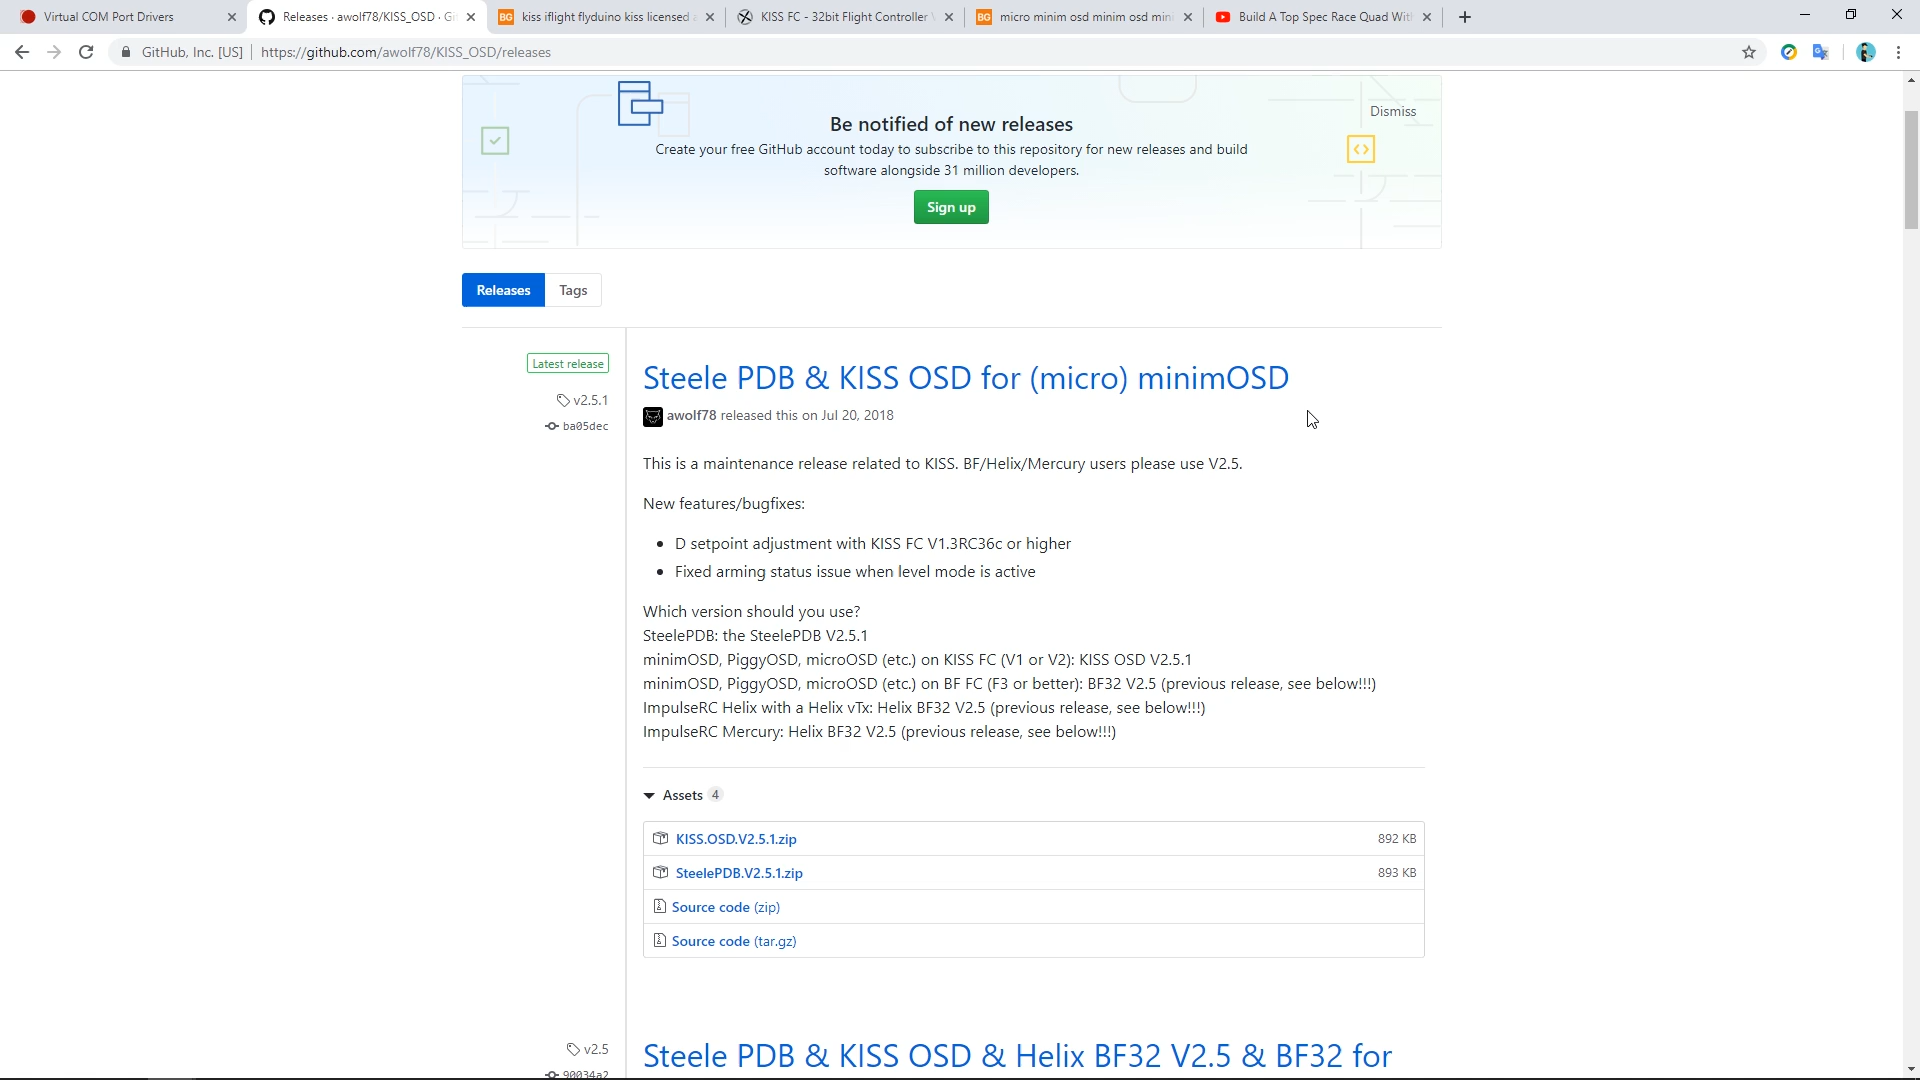 Virtual COM Port Drivers
Releases · awolf78/KISS_OSD · Gi
kiss iflight flyduino kiss licensed a
KISS FC - 32bit Flight Controller V
micro minim osd minim osd mini
Build A Top Spec Race Quad With
GitHub, Inc. [US]
https://github.com/awolf78/KISS_OSD/releases
Dismiss
Be notified of new releases
Create your free GitHub account today to subscribe to this repository for new releases and build
software alongside 31 million developers.
Sign up
Releases
Tags
Latest release
v2.5.1
ba05dec
Steele PDB & KISS OSD for (micro) minimOSD
awolf78 released this on Jul 20, 2018
This is a maintenance release related to KISS. BF/Helix/Mercury users please use V2.5.
New features/bugfixes:
• D setpoint adjustment with KISS FC V1.3RC36c or higher
• Fixed arming status issue when level mode is active
Which version should you use?
SteelePDB: the SteelePDB V2.5.1
minimOSD, PiggyOSD, microOSD (etc.) on KISS FC (V1 or V2): KISS OSD V2.5.1
minimOSD, PiggyOSD, microOSD (etc.) on BF FC (F3 or better): BF32 V2.5 (previous release, see below!!!)
ImpulseRC Helix with a Helix vTx: Helix BF32 V2.5 (previous release, see below!!!)
ImpulseRC Mercury: Helix BF32 V2.5 (previous release, see below!!!)
Assets 4
KISS.OSD.V2.5.1.zip 892 KB
SteelePDB.V2.5.1.zip 893 KB
Source code (zip)
Source code (tar.gz)
v2.5
90034a2
Steele PDB & KISS OSD & Helix BF32 V2.5 & BF32 for